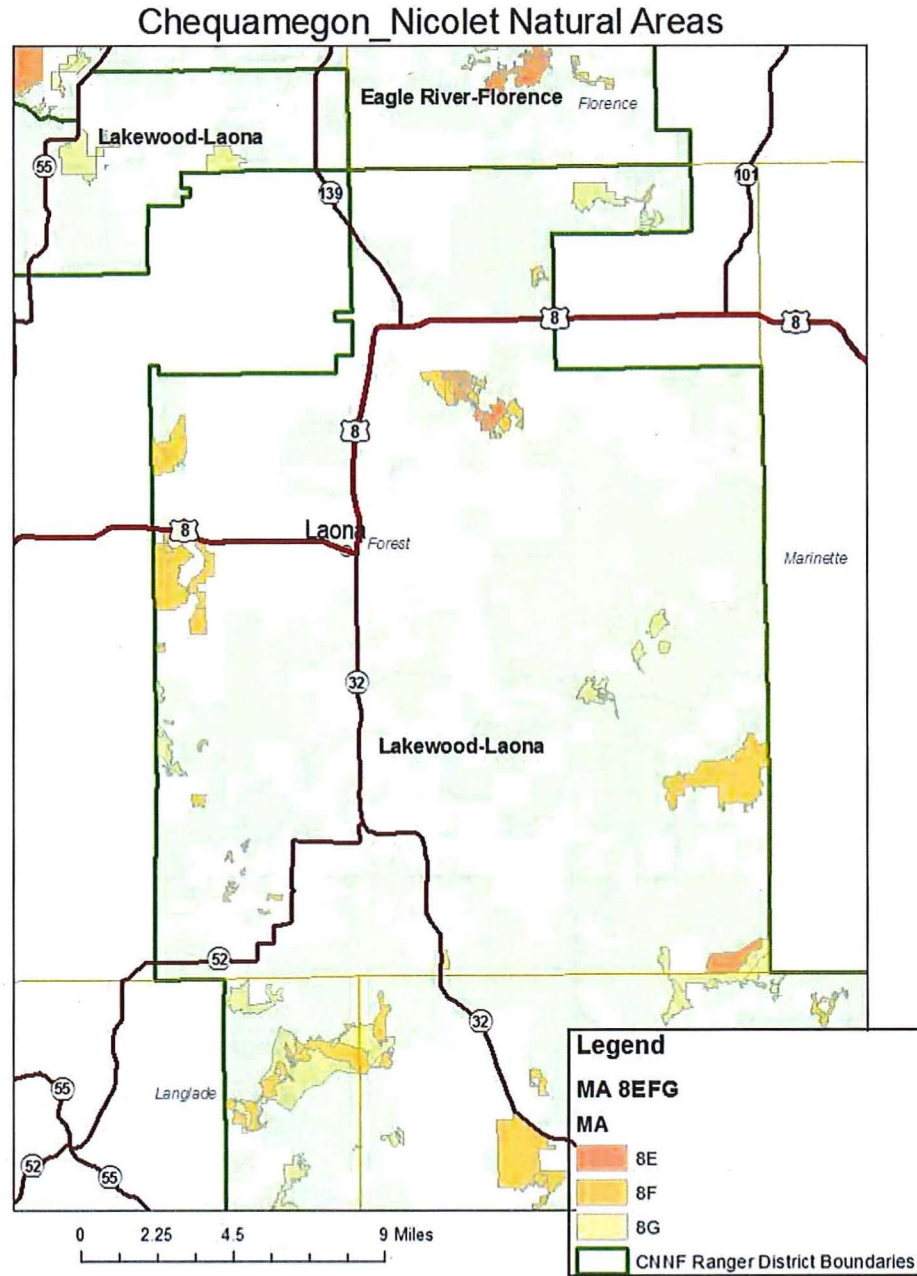 Chequamegon_Nicolet Natural Areas
Eagle River-Florence
Florence
Lakewood-Laona
55
139
101
8
8
8
8
Laona
Forest
Marinette
32
Lakewood-Laona
52
32
Langlade
55
52
55
Legend
MA 8EFG
MA
8E
8F
8G
CNNF Ranger District Boundaries
0 2.25 4.5 9 Miles